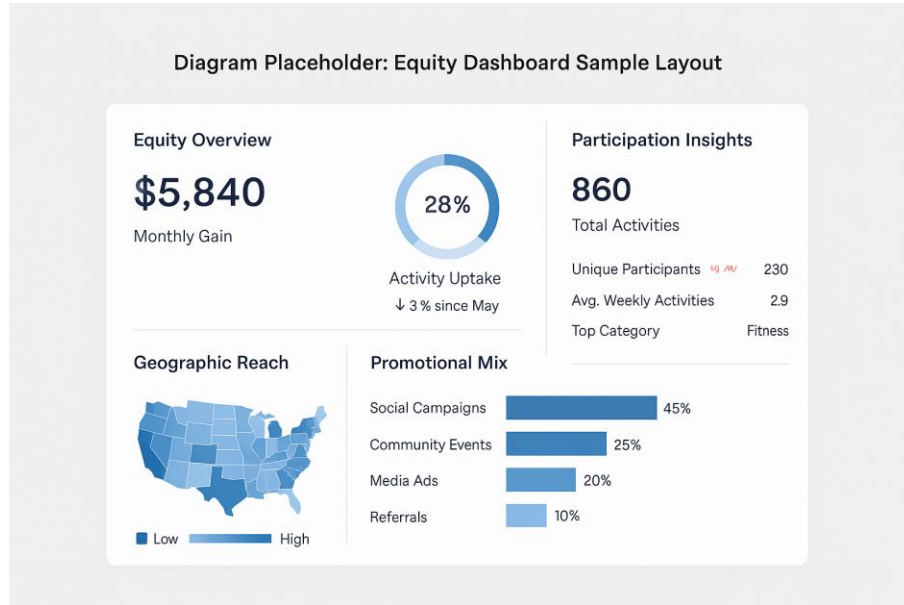 Diagram Placeholder: Equity Dashboard Sample Layout
Equity Overview
$5,840
Monthly Gain
28%
Activity Uptake
↓ 3 % since May
Participation Insights
860
Total Activities
Unique Participants 230
Avg. Weekly Activities 2.9
Top Category Fitness
Geographic Reach
Low High
Promotional Mix
Social Campaigns 45%
Community Events 25%
Media Ads 20%
Referrals 10%